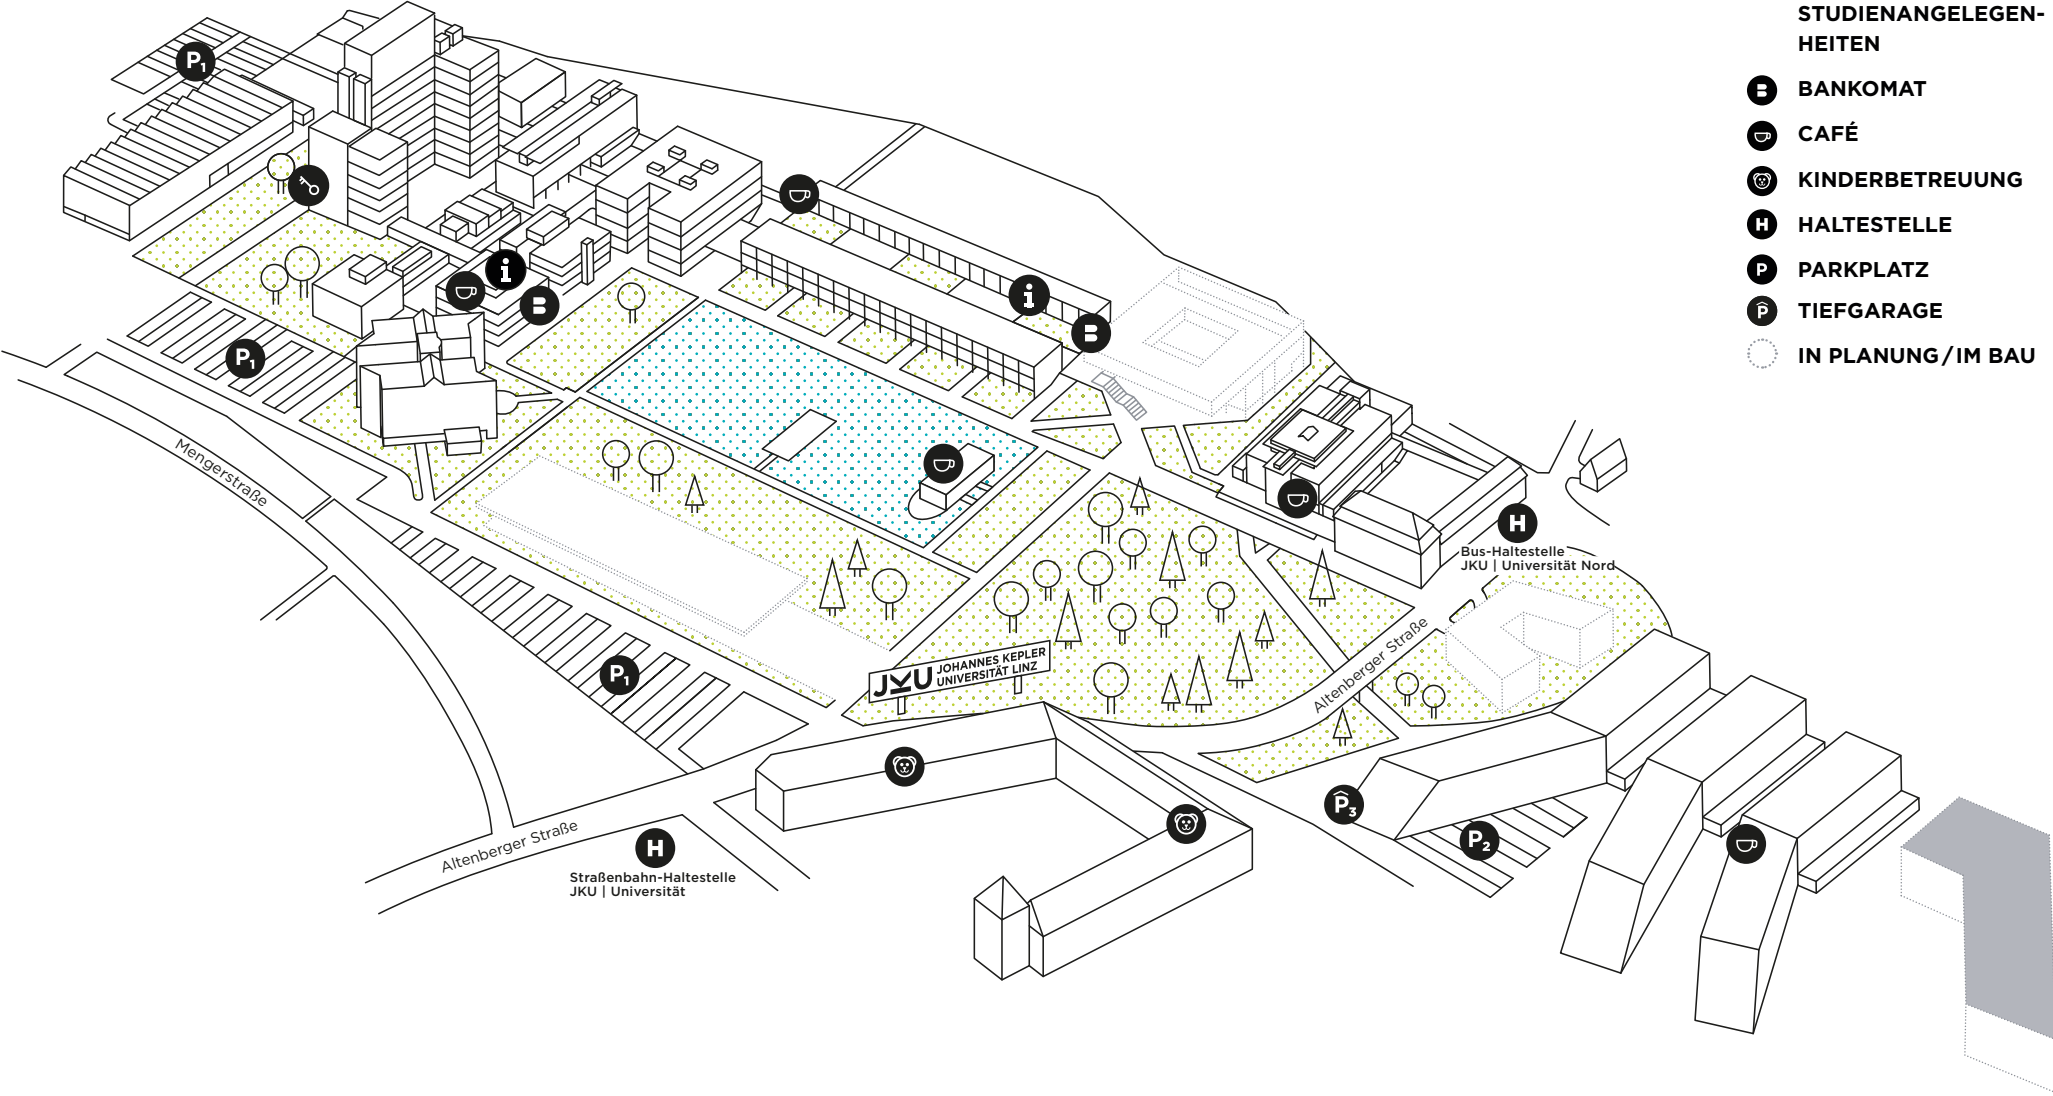 STUDIENANGELEGEN-
HEITEN
B BANKOMAT
CAFÉ
KINDERBETREUUNG
H HALTESTELLE
P PARKPLATZ
P TIEFGARAGE
IN PLANUNG/IM BAU
P1
i
B
P1
i
B
Mengerstraße
H
Bus-Haltestelle
JKU | Universität Nord
P1
JKU JOHANNES KEPLER
UNIVERSITÄT LINZ
Altenberger Straße
P3
P2
Altenberger Straße
H
Straßenbahn-Haltestelle
JKU | Universität